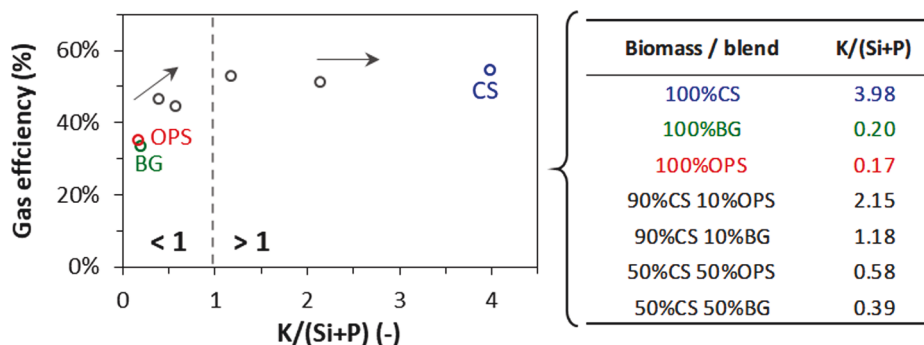 Gas effciency (%)
60%
40%
20%
0%
OPS
BG
CS
< 1
> 1
0
1
2
3
4
K/(Si+P) (-)
Biomass / blend K/(Si+P)
100%CS 3.98
100%BG 0.20
100%OPS 0.17
90%CS 10%OPS 2.15
90%CS 10%BG 1.18
50%CS 50%OPS 0.58
50%CS 50%BG 0.39